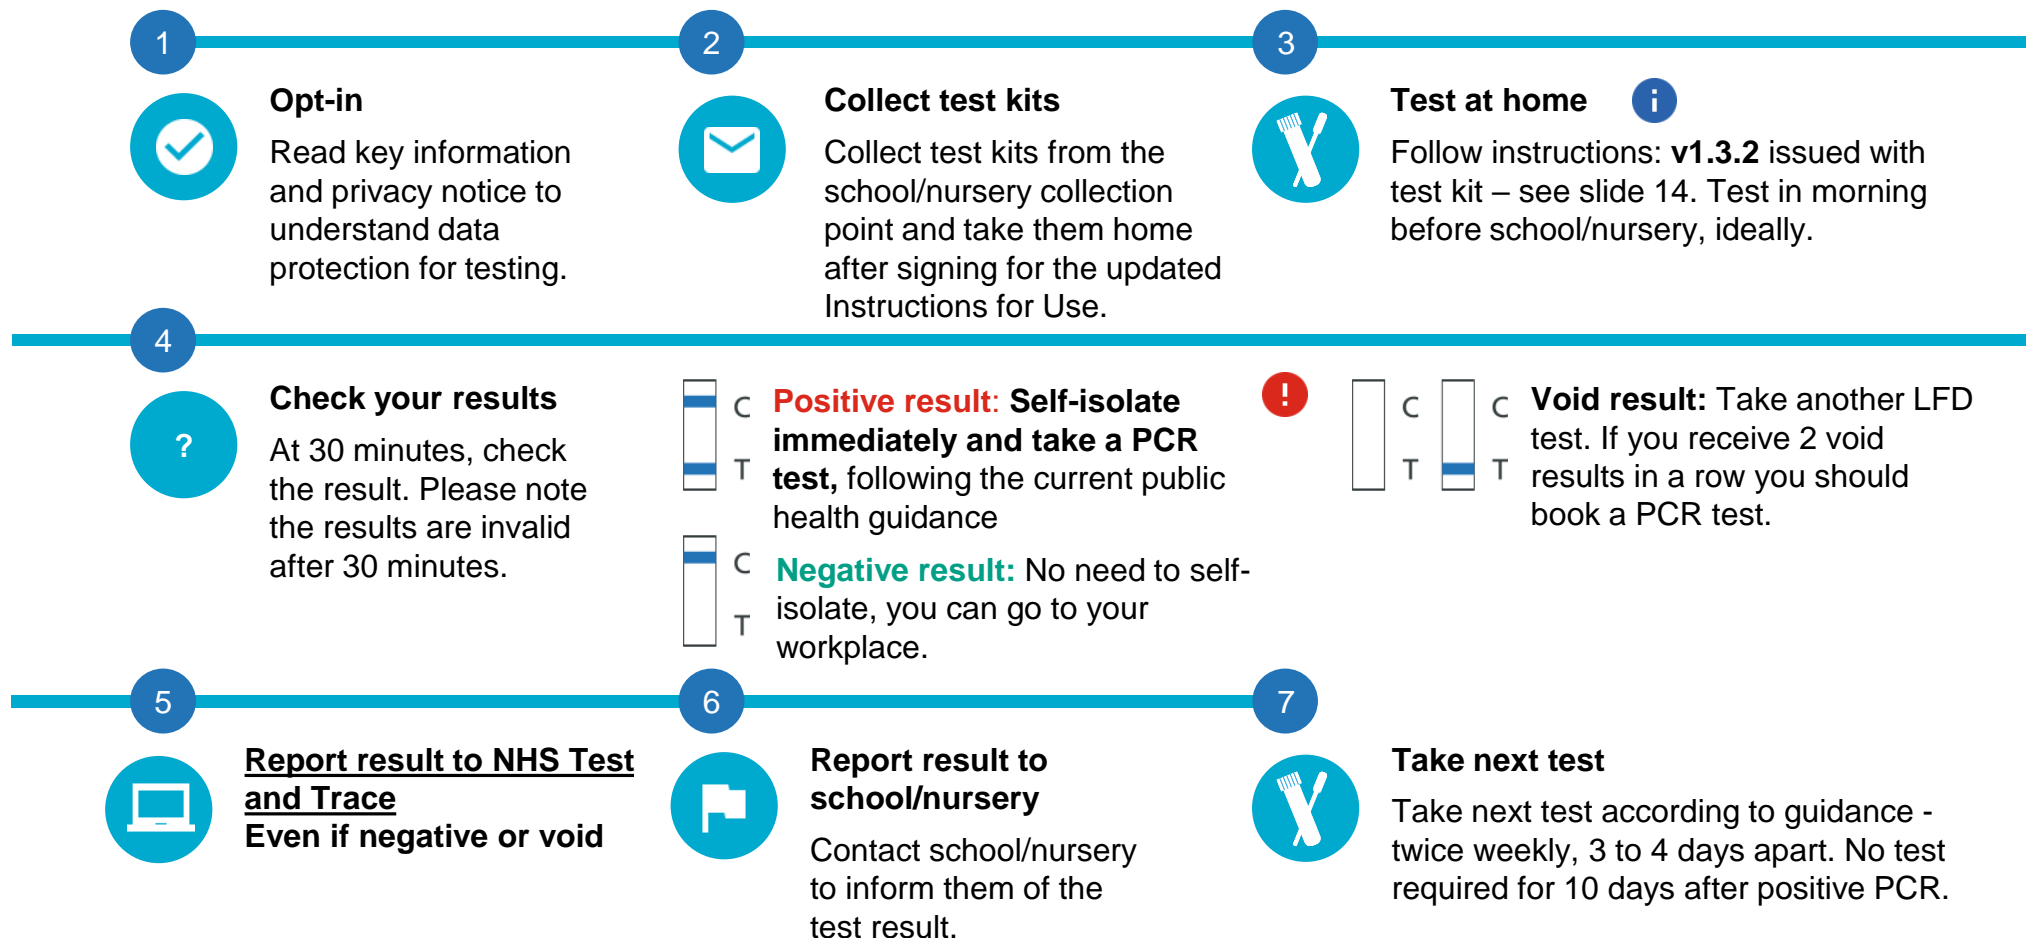 1
2
3
Opt-in
Read key information
and privacy notice to
understand data
protection for testing.
Collect test kits
Collect test kits from the
school/nursery collection
point and take them home
after signing for the updated
Instructions for Use.
Test at home
i
Follow instructions: v1.3.2 issued with
test kit – see slide 14. Test in morning
before school/nursery, ideally.
4
?
Check your results
At 30 minutes, check
the result. Please note
the results are invalid
after 30 minutes.
C
T
Positive result: Self-isolate
immediately and take a PCR
test, following the current public
health guidance
C
T
Negative result: No need to self-
isolate, you can go to your
workplace.
!
C
T
C
T
Void result: Take another LFD
test. If you receive 2 void
results in a row you should
book a PCR test.
5
6
7
Report result to NHS Test
and Trace
Even if negative or void
Report result to
school/nursery
Contact school/nursery
to inform them of the
test result.
Take next test
Take next test according to guidance -
twice weekly, 3 to 4 days apart. No test
required for 10 days after positive PCR.